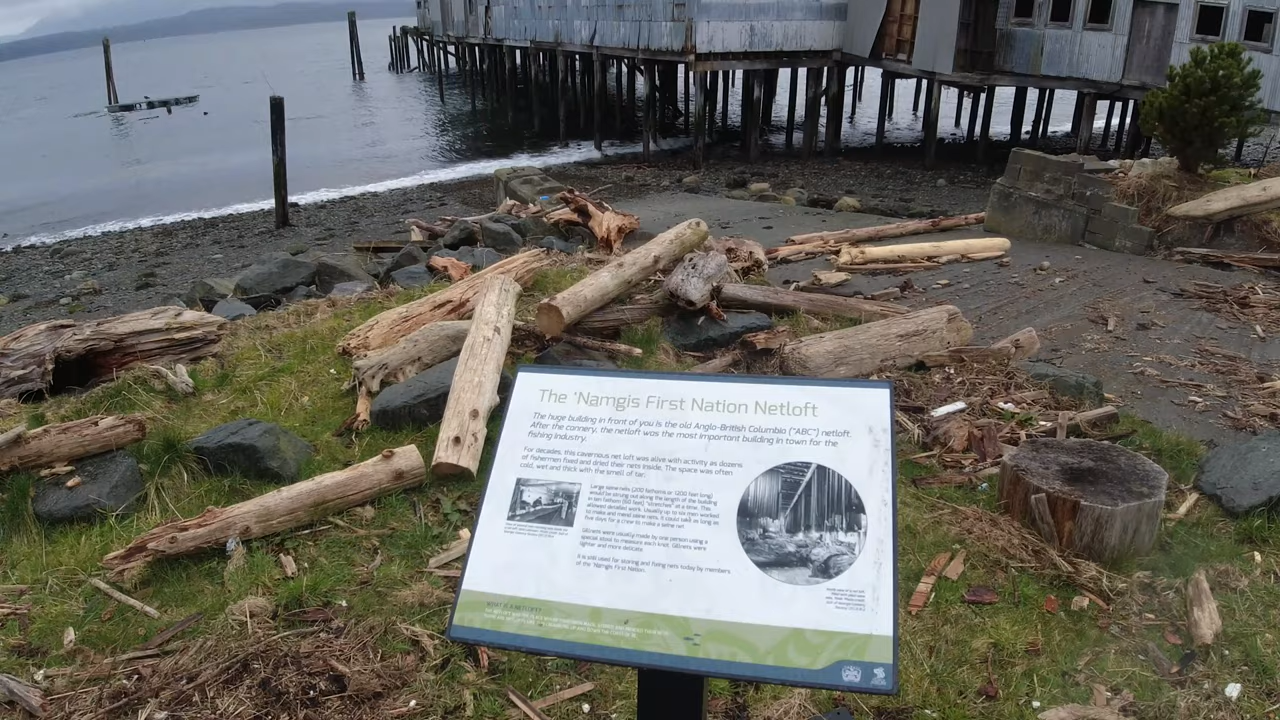 The 'Namgis First Nation Netloft
The huge building in front of you is the old Anglo-British Columbia ("ABC") netloft.
After the cannery, the netloft was the most important building in town for the
fishing industry.
For decades, this cavernous net loft was alive with activity as dozens
of fishermen fixed and dried their nets inside. The space was often
cold, wet and thick with the smell of tar.
Large seine nets (200 fathoms or 1200 feet long)
would be strung out along the length of the building
in ten fathom (60 feet) "stretches" at a time. This
allowed detailed work. Usually up to six men worked
to make and mend seine nets. It could take as long as
five days for a crew to make a seine net.
Gillnets were usually made by one person using a
special stool to measure each knot. Gillnets were
lighter and more delicate.
It is still used for storing and fixing nets today by members
of the 'Namgis First Nation.
WHAT IS A NETLOFT?